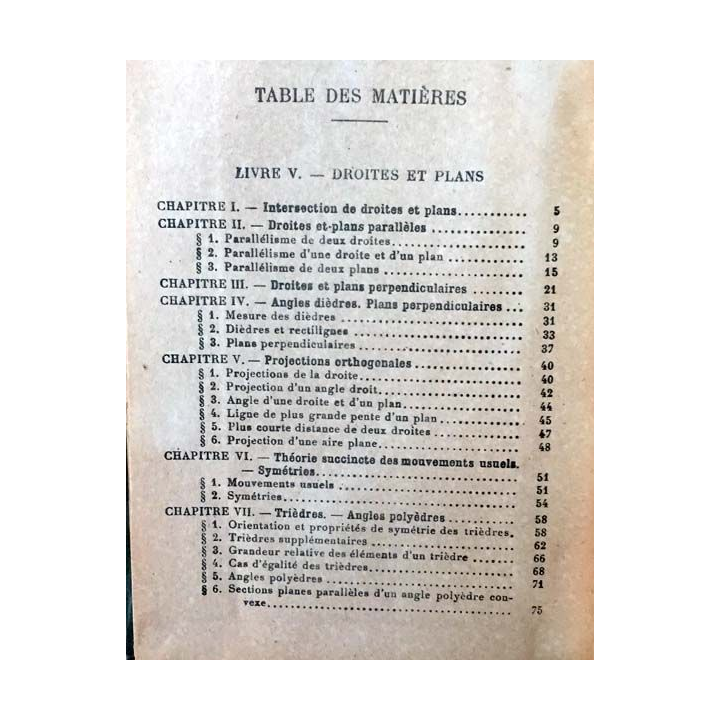 TABLE DES MATIÈRES
LIVRE V. — DROITES ET PLANS
CHAPITRE I. — Intersection de droites et plans........... 5
CHAPITRE II. — Droites et plans parallèles ............ 9
§ 1. Parallélisme de deux droites.................... 9
§ 2. Parallélisme d'une droite et d'un plan ............ 13
§ 3. Parallélisme de deux plans .................... 15
CHAPITRE III. — Droites et plans perpendiculaires ........ 21
CHAPITRE IV. — Angles dièdres. Plans perpendiculaires ... 31
§ 1. Mesure des dièdres ........................ 31
§ 2. Dièdres et rectilignes ...................... 33
§ 3. Plans perpendiculaires ...................... 37
CHAPITRE V. — Projections orthogonales................ 40
§ 1. Projections de la droite...................... 40
§ 2. Projection d'un angle droit.................... 42
§ 3. Angle d'une droite et d'un plan.................. 44
§ 4. Ligne de plus grande pente d'un plan ............ 45
§ 5. Plus courte distance de deux droites ............ 47
§ 6. Projection d'une aire plane.................... 48
CHAPITRE VI. — Théorie succincte des mouvements usuels.
— Symétries.............................. 51
§ 1. Mouvements usuels ........................ 51
§ 2. Symétries................................ 54
CHAPITRE VII. — Trièdres. — Angles polyèdres .......... 58
§ 1. Orientation et propriétés de symétrie des trièdres. 58
§ 2. Trièdres supplémentaires .................... 62
§ 3. Grandeur relative des éléments d'un trièdre ...... 66
§ 4. Cas d'égalité des trièdres.................... 68
§ 5. Angles polyèdres .......................... 71
§ 6. Sections planes parallèles d'un angle polyèdre con-
vexe.................................. 75